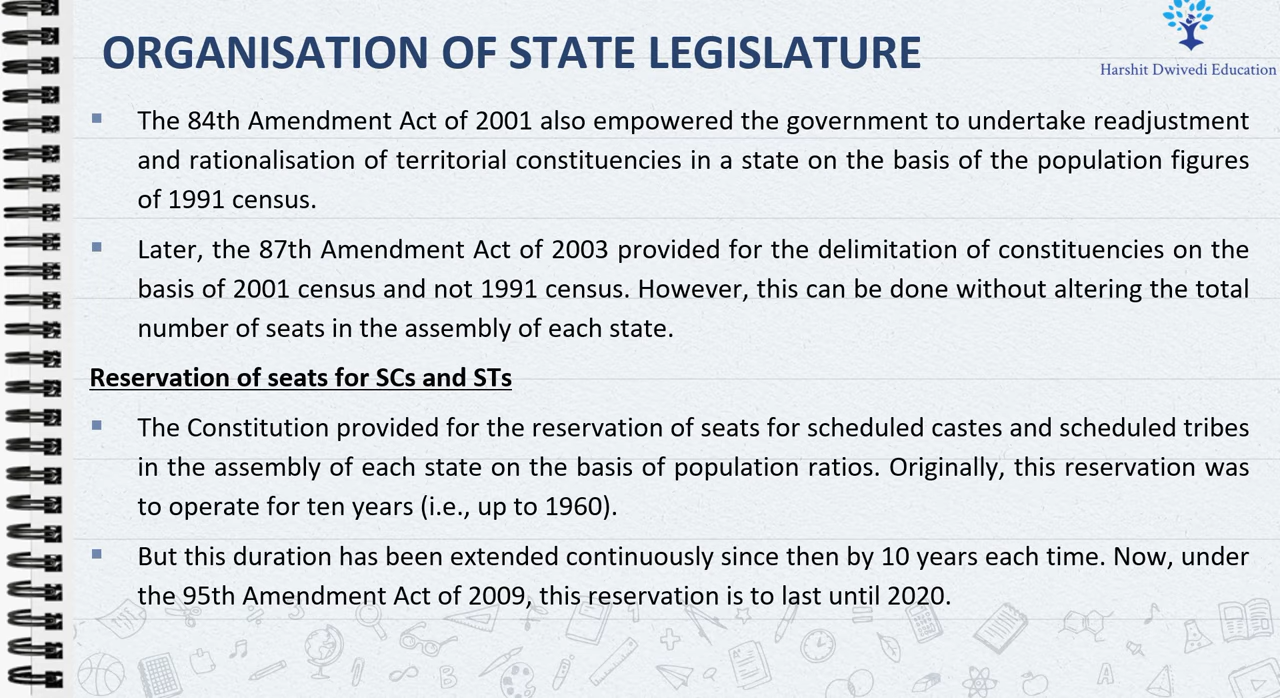 ORGANISATION OF STATE LEGISLATURE
Harshit Dwivedi Education
▪ The 84th Amendment Act of 2001 also empowered the government to undertake readjustment
and rationalisation of territorial constituencies in a state on the basis of the population figures
of 1991 census.
▪ Later, the 87th Amendment Act of 2003 provided for the delimitation of constituencies on the
basis of 2001 census and not 1991 census. However, this can be done without altering the total
number of seats in the assembly of each state.
Reservation of seats for SCs and STs
▪ The Constitution provided for the reservation of seats for scheduled castes and scheduled tribes
in the assembly of each state on the basis of population ratios. Originally, this reservation was
to operate for ten years (i.e., up to 1960).
▪ But this duration has been extended continuously since then by 10 years each time. Now, under
the 95th Amendment Act of 2009, this reservation is to last until 2020.